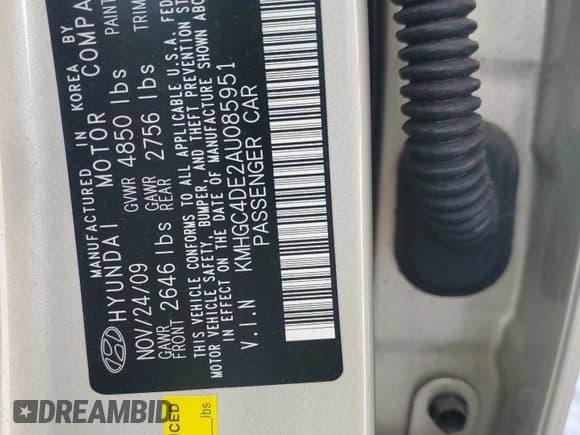 MANUFACTURED IN KOREA BY
HYUNDAI MOTOR COMPA
NOV/24/09 GVWR 4850 lbs PAINT
GAWR FRONT 2646 lbs GAWR REAR 2756 lbs TRIM
THIS VEHICLE CONFORMS TO ALL APPLICABLE U.S.A. FED
MOTOR VEHICLE SAFETY, BUMPER, AND THEFT PREVENTION
IN EFFECT ON THE DATE OF MANUFACTURE SHOWN ABOV
V.I.N KMHGC4DE2AU085951
PASSENGER CAR
lbs
DREAMBID